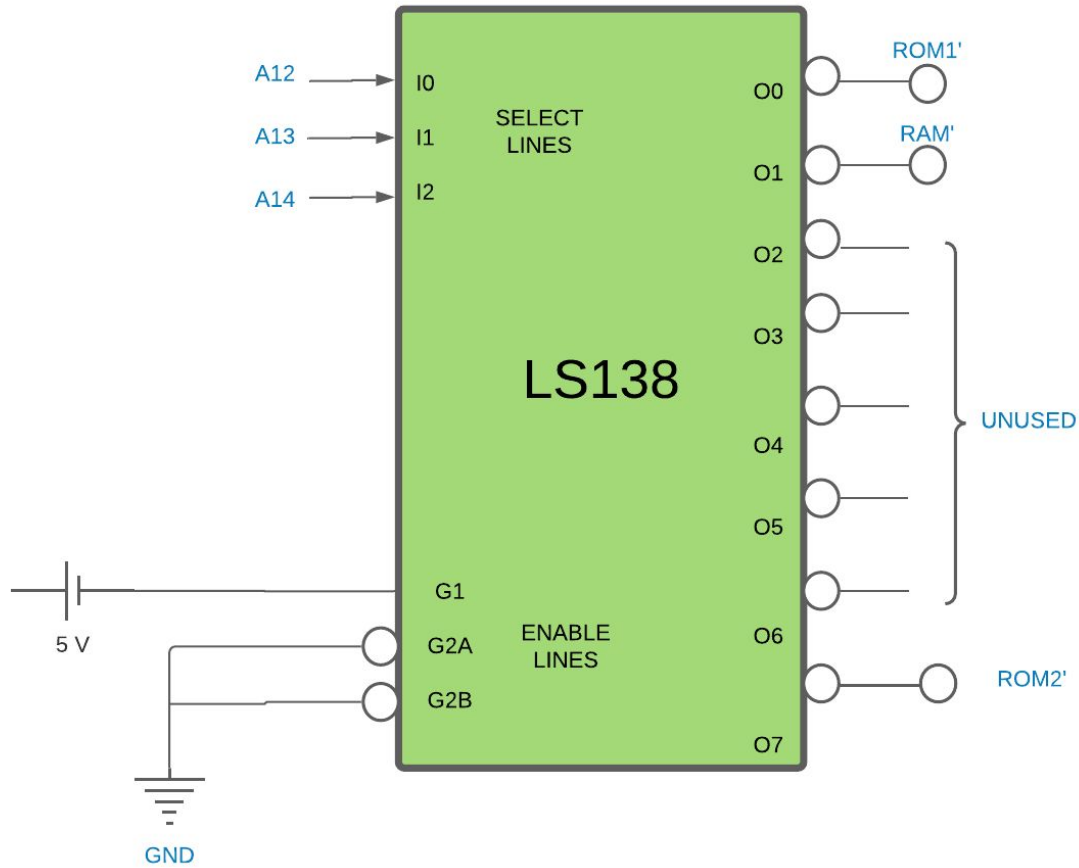 A12
A13
A14
I0
I1
I2
SELECT
LINES
LS138
G1
G2A
G2B
ENABLE
LINES
5 V
GND
O0
O1
O2
O3
O4
O5
O6
O7
ROM1'
RAM'
UNUSED
ROM2'